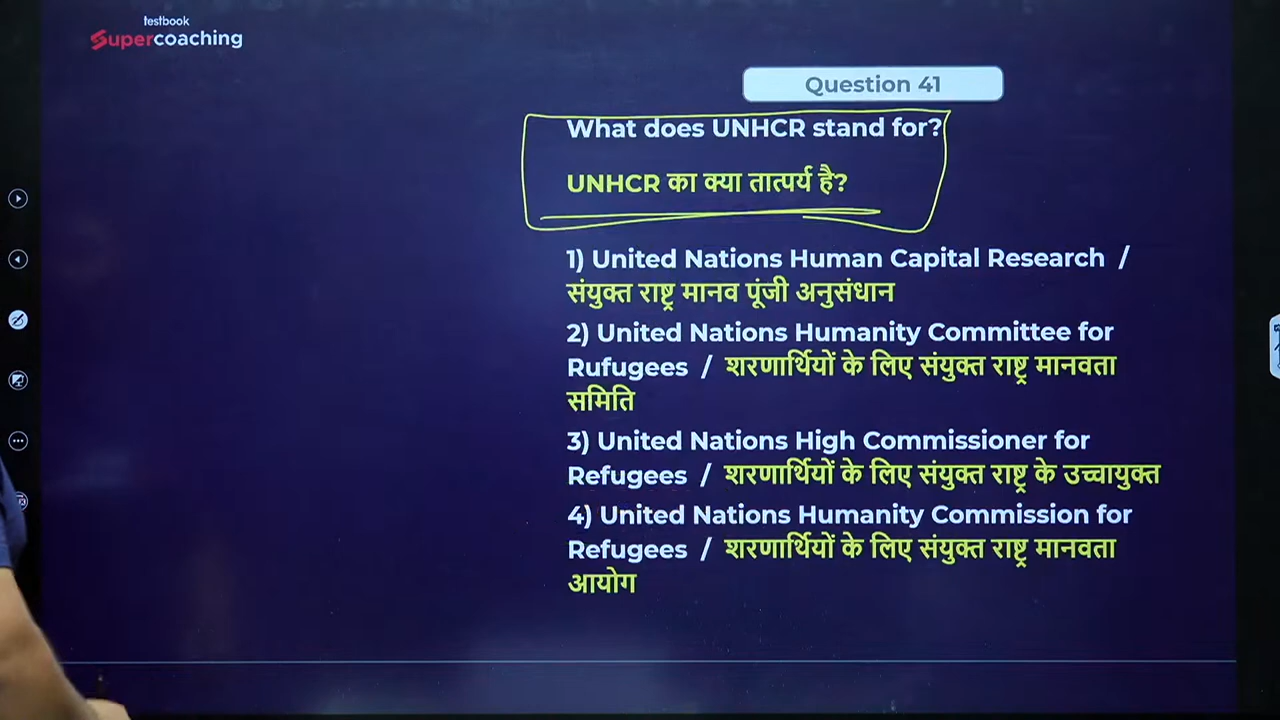 testbook
Supercoaching
Question 41
What does UNHCR stand for?
UNHCR का क्या तात्पर्य है?
1) United Nations Human Capital Research /
संयुक्त राष्ट्र मानव पूंजी अनुसंधान
2) United Nations Humanity Committee for
Rufugees / शरणार्थियों के लिए संयुक्त राष्ट्र मानवता
समिति
3) United Nations High Commissioner for
Refugees / शरणार्थियों के लिए संयुक्त राष्ट्र के उच्चायुक्त
4) United Nations Humanity Commission for
Refugees / शरणार्थियों के लिए संयुक्त राष्ट्र मानवता
आयोग